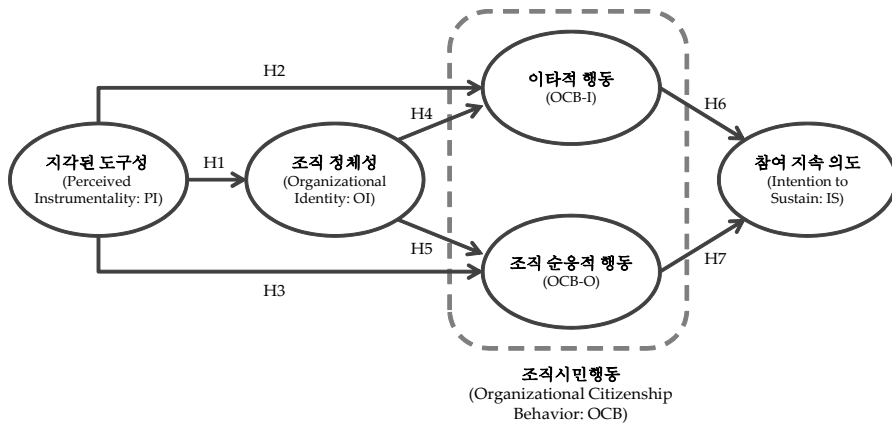 H2
이타적 행동
(OCB-I)
H4
H6
지각된 도구성
(Perceived
Instrumentality: PI)
H1
조직 정체성
(Organizational
Identity: OI)
참여 지속 의도
(Intention to
Sustain: IS)
H5
조직 순응적 행동
(OCB-O)
H7
H3
조직시민행동
(Organizational Citizenship
Behavior: OCB)